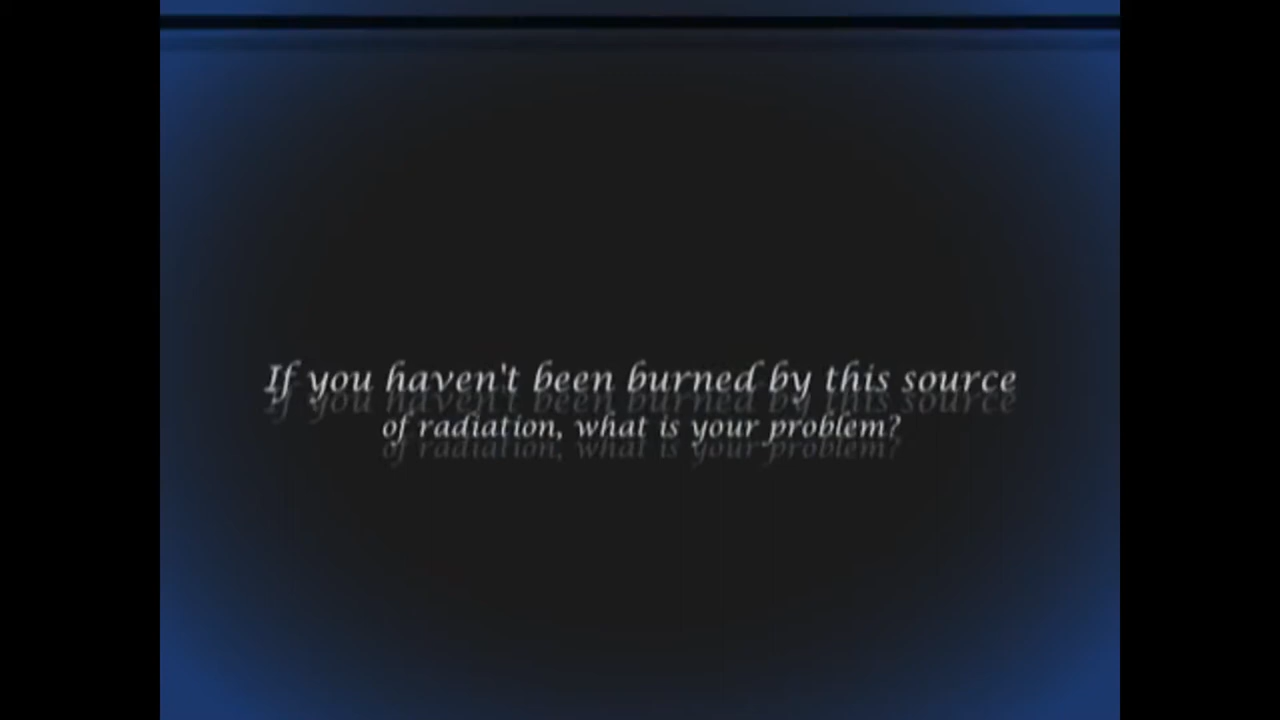 If you haven't been burned by this source
of radiation, what is your problem?